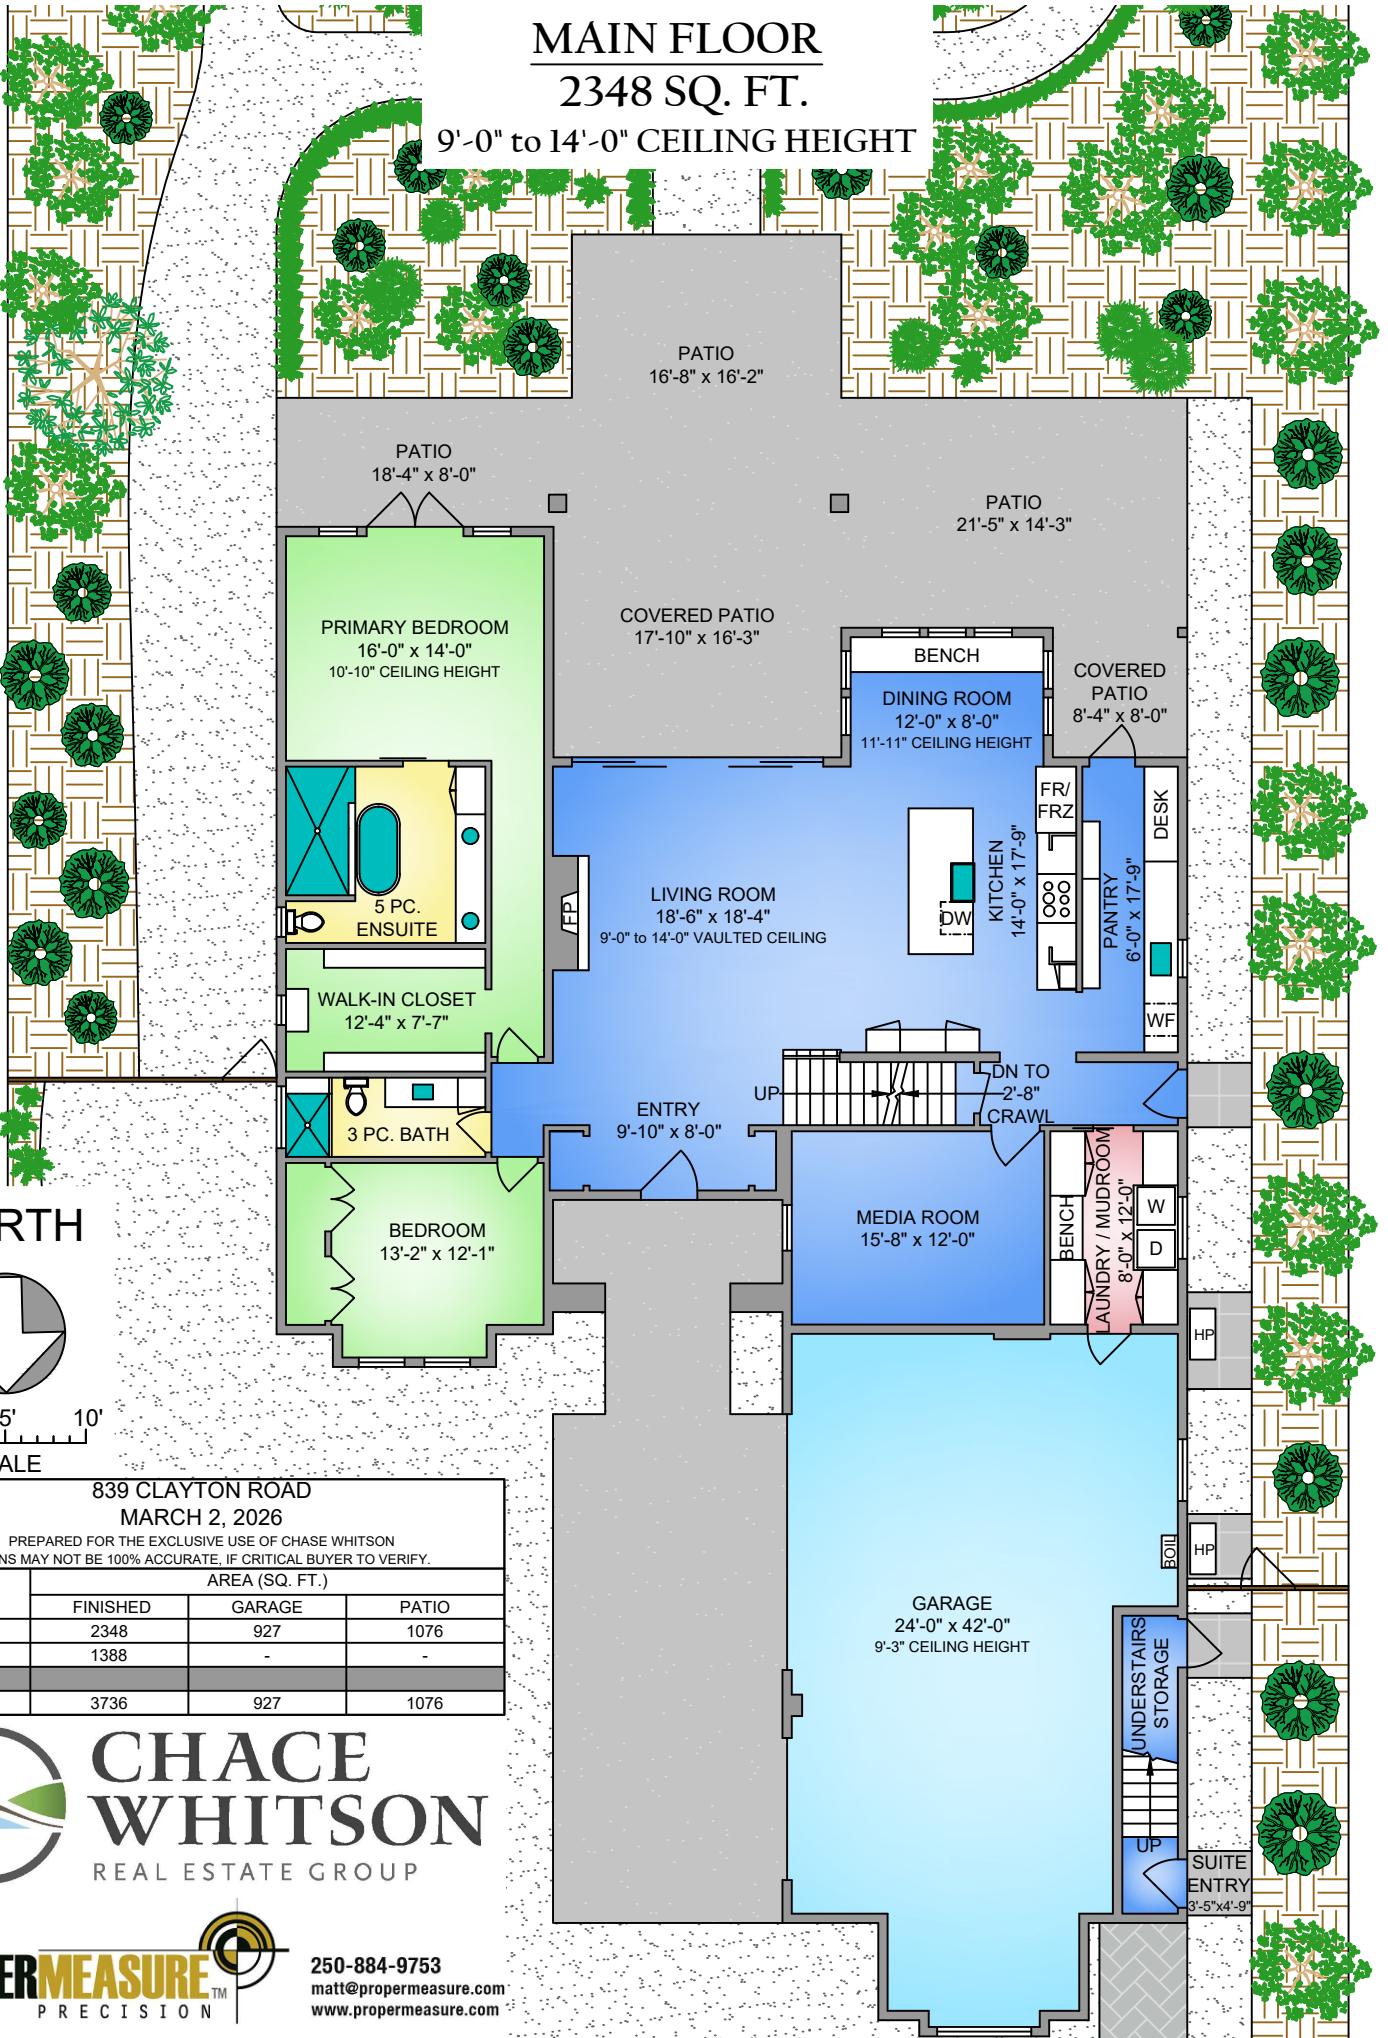 MAIN FLOOR
2348 SQ. FT.
9'-0" to 14'-0" CEILING HEIGHT
PATIO
16'-8" x 16'-2"
PATIO
18'-4" x 8'-0"
PATIO
21'-5" x 14'-3"
COVERED PATIO
17'-10" x 16'-3"
PRIMARY BEDROOM
16'-0" x 14'-0"
10'-10" CEILING HEIGHT
BENCH
DINING ROOM
12'-0" x 8'-0"
11'-11" CEILING HEIGHT
COVERED
PATIO
8'-4" x 8'-0"
FR/
FRZ
DESK
KITCHEN
14'-0" x 17'-9"
PANTRY
6'-0" x 17'-9"
DW
WF
LIVING ROOM
18'-6" x 18'-4"
9'-0" to 14'-0" VAULTED CEILING
FP
5 PC.
ENSUITE
WALK-IN CLOSET
12'-4" x 7'-7"
3 PC. BATH
ENTRY
9'-10" x 8'-0"
UP
DN TO
2'-8"
CRAWL
BEDROOM
13'-2" x 12'-1"
MEDIA ROOM
15'-8" x 12'-0"
BENCH
LAUNDRY / MUDROOM
8'-0" x 12'-0"
W
D
HP
HP
BOIL
GARAGE
24'-0" x 42'-0"
9'-3" CEILING HEIGHT
UNDERSTAIRS
STORAGE
UP
SUITE
ENTRY
3'-5"x4'-9"
RTH
5' 10'
ALE
839 CLAYTON ROAD
MARCH 2, 2026
PREPARED FOR THE EXCLUSIVE USE OF CHASE WHITSON
NS MAY NOT BE 100% ACCURATE, IF CRITICAL BUYER TO VERIFY.
AREA (SQ. FT.)
FINISHED GARAGE PATIO
2348 927 1076
1388 - -
3736 927 1076
CHACE
WHITSON
REAL ESTATE GROUP
ERMEASURE™
PRECISION
250-884-9753
matt@propermeasure.com
www.propermeasure.com